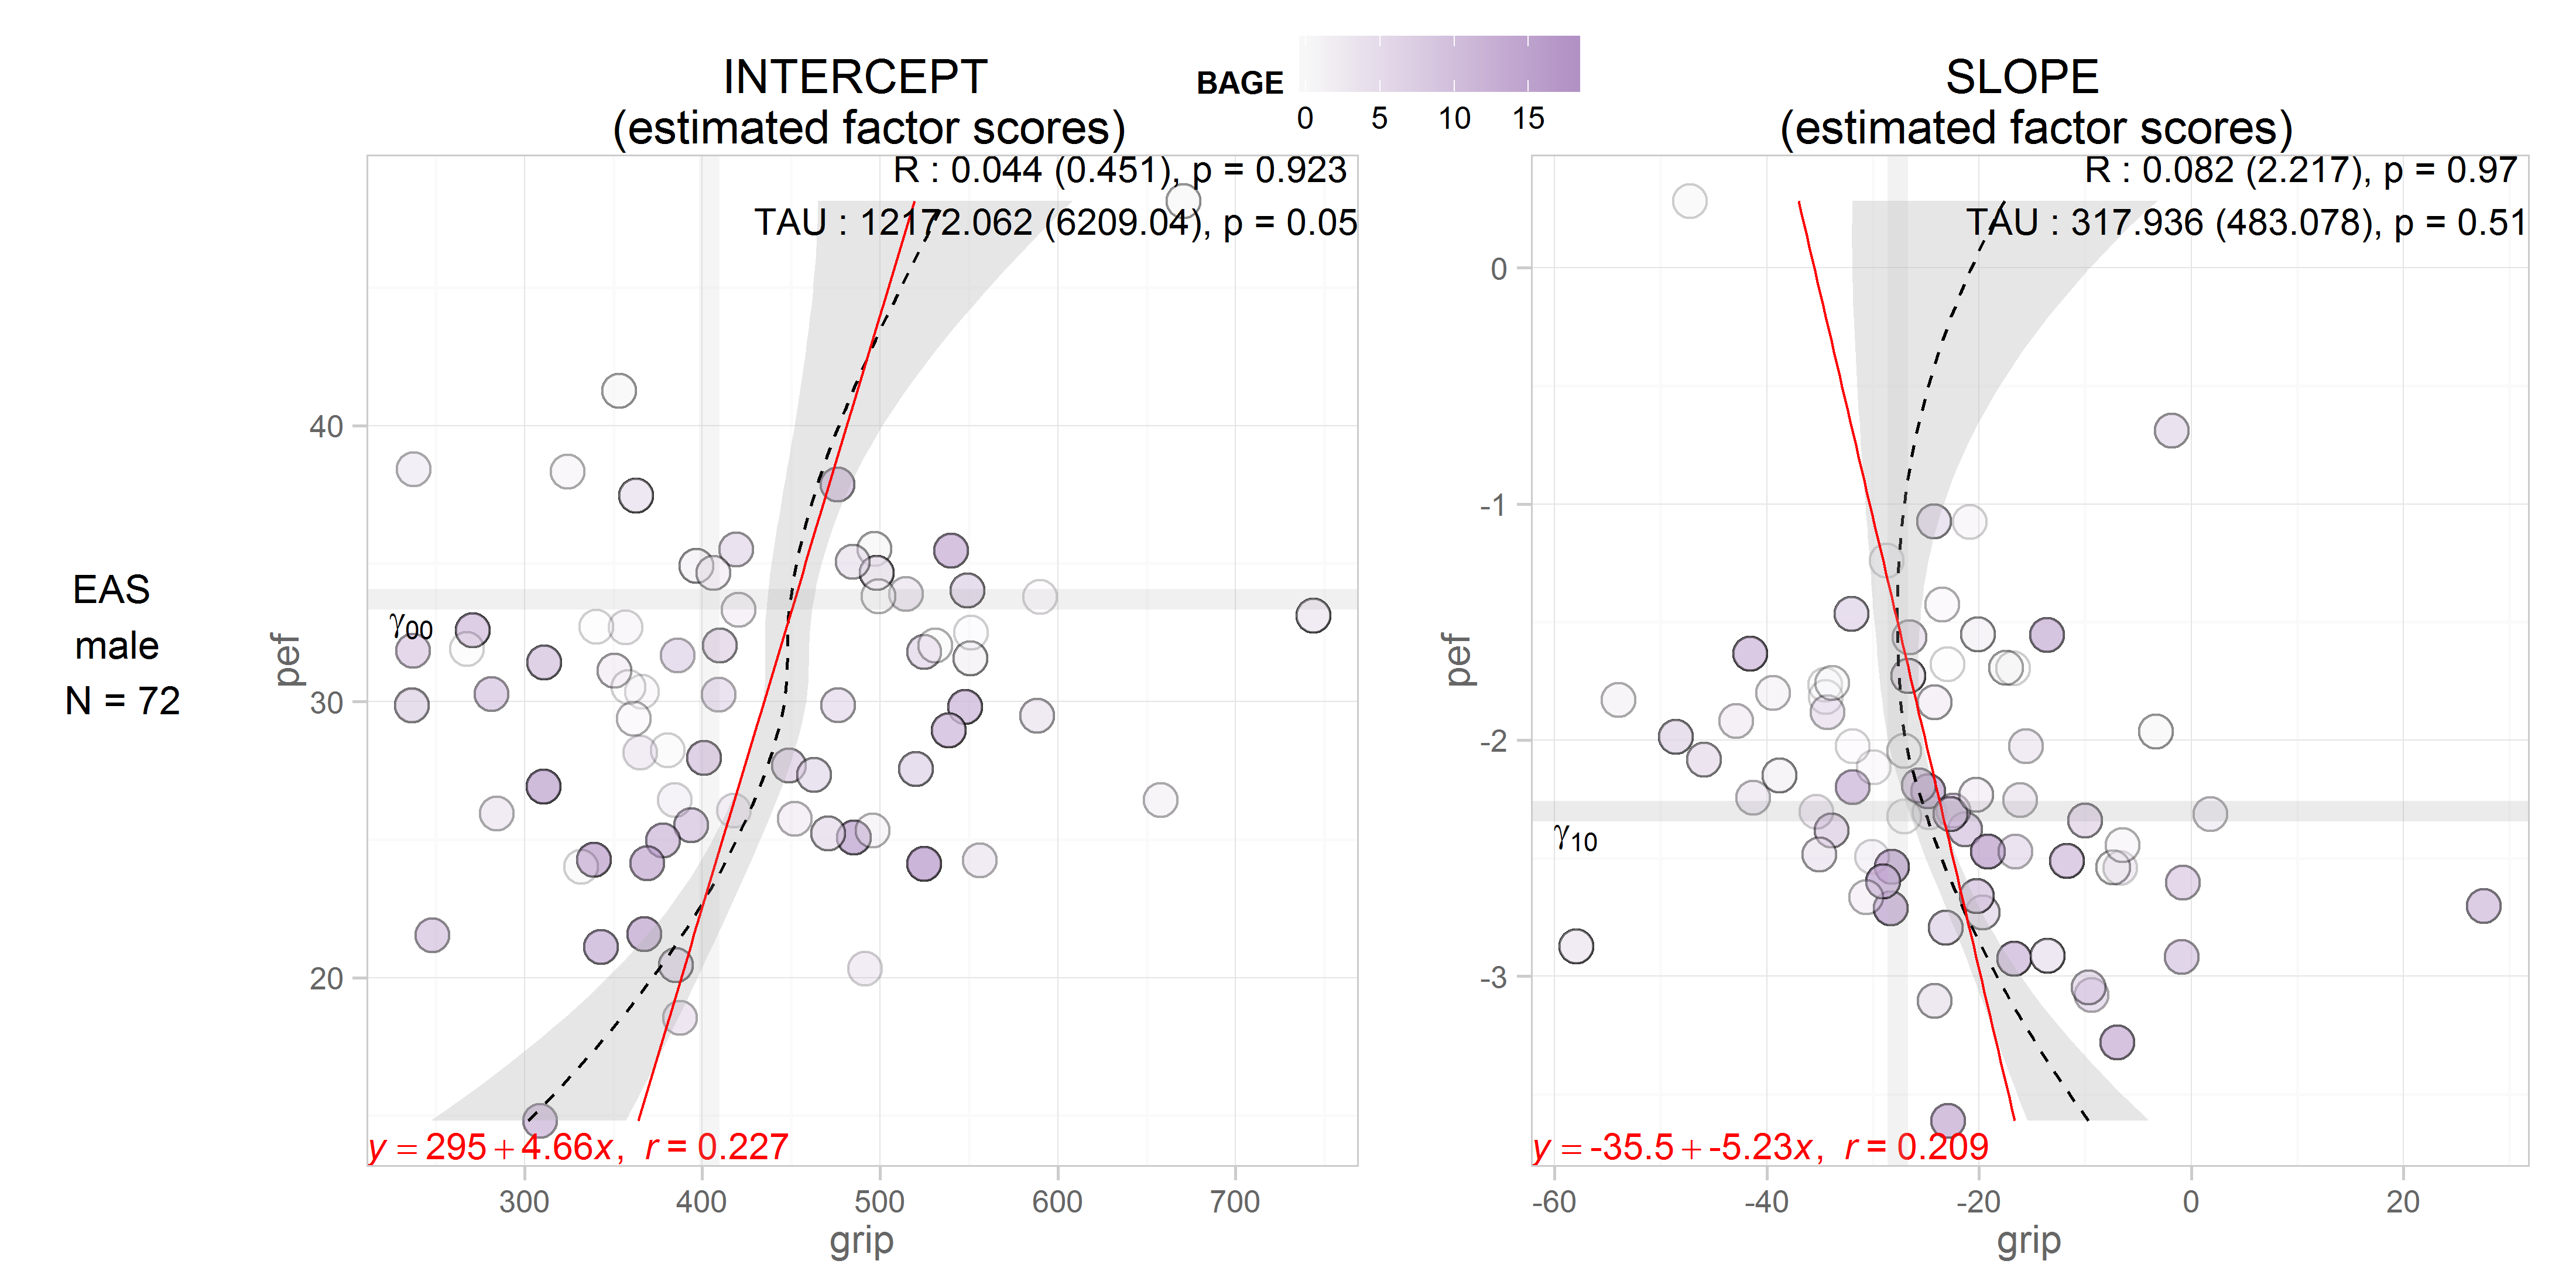 BAGE
0 5 10 15
INTERCEPT
(estimated factor scores)
R : 0.044 (0.451), p = 0.923
TAU : 12172.062 (6209.04), p = 0.05
40
30
20
pef
γ00
y = 295 + 4.66x, r = 0.227
300 400 500 600 700
grip
SLOPE
(estimated factor scores)
R : 0.082 (2.217), p = 0.97
TAU : 317.936 (483.078), p = 0.51
0
-1
-2
-3
pef
γ10
y = -35.5 + -5.23x, r = 0.209
-60 -40 -20 0 20
grip
EAS
male
N = 72